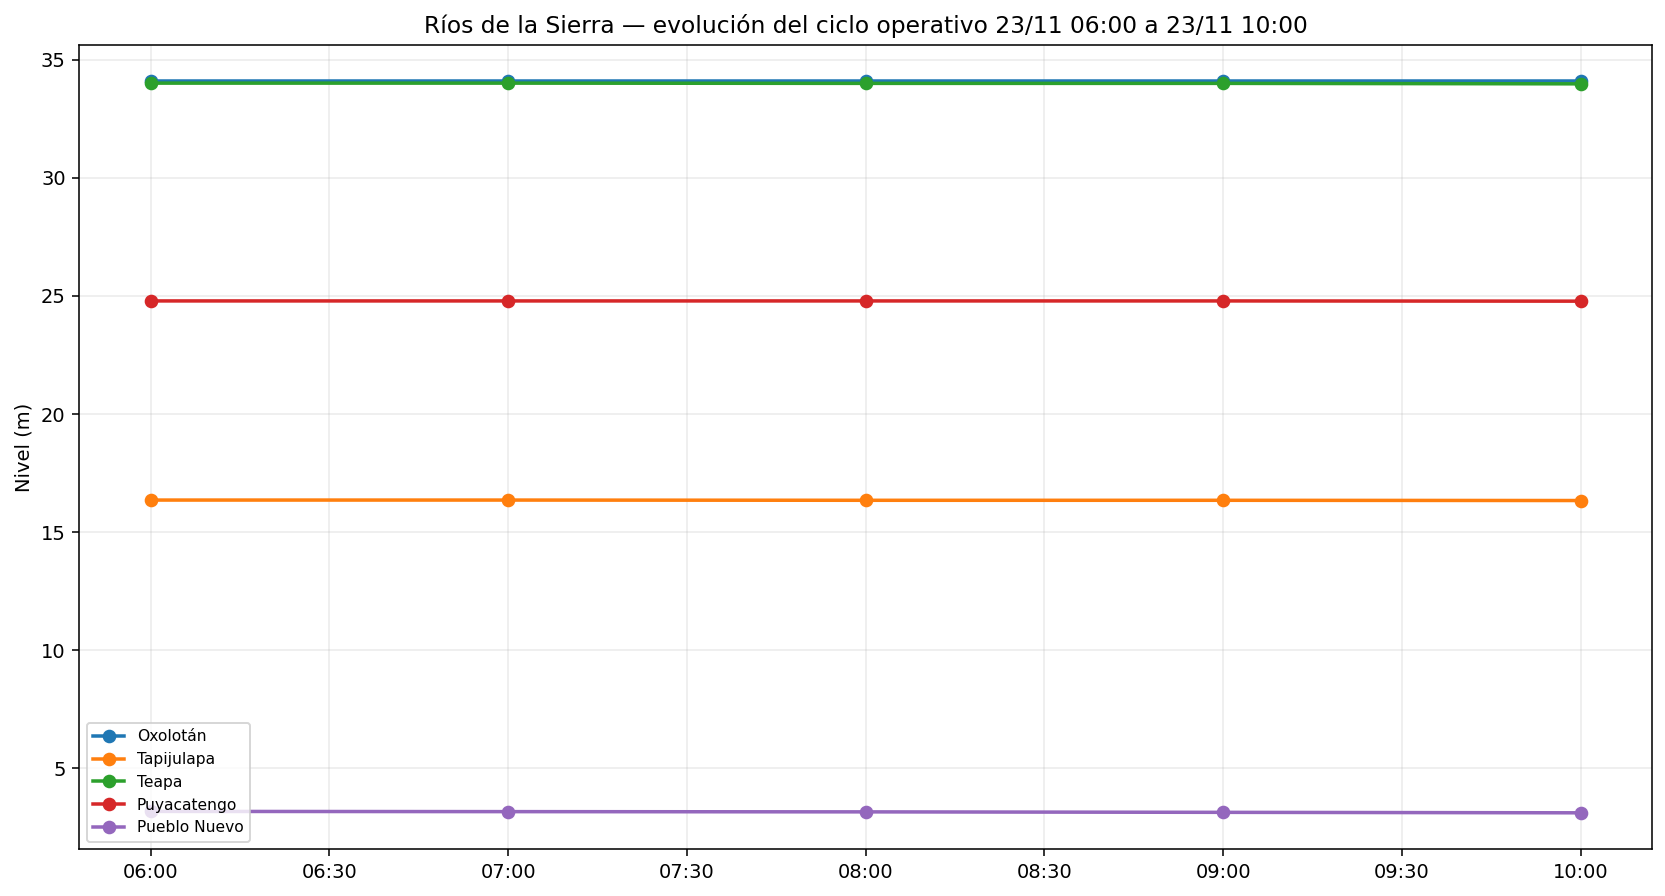 Ríos de la Sierra — evolución del ciclo operativo 23/11 06:00 a 23/11 10:00
Nivel (m)
35
30
25
20
15
10
5
Oxolotán
Tapijulapa
Teapa
Puyacatengo
Pueblo Nuevo
06:00 06:30 07:00 07:30 08:00 08:30 09:00 09:30 10:00